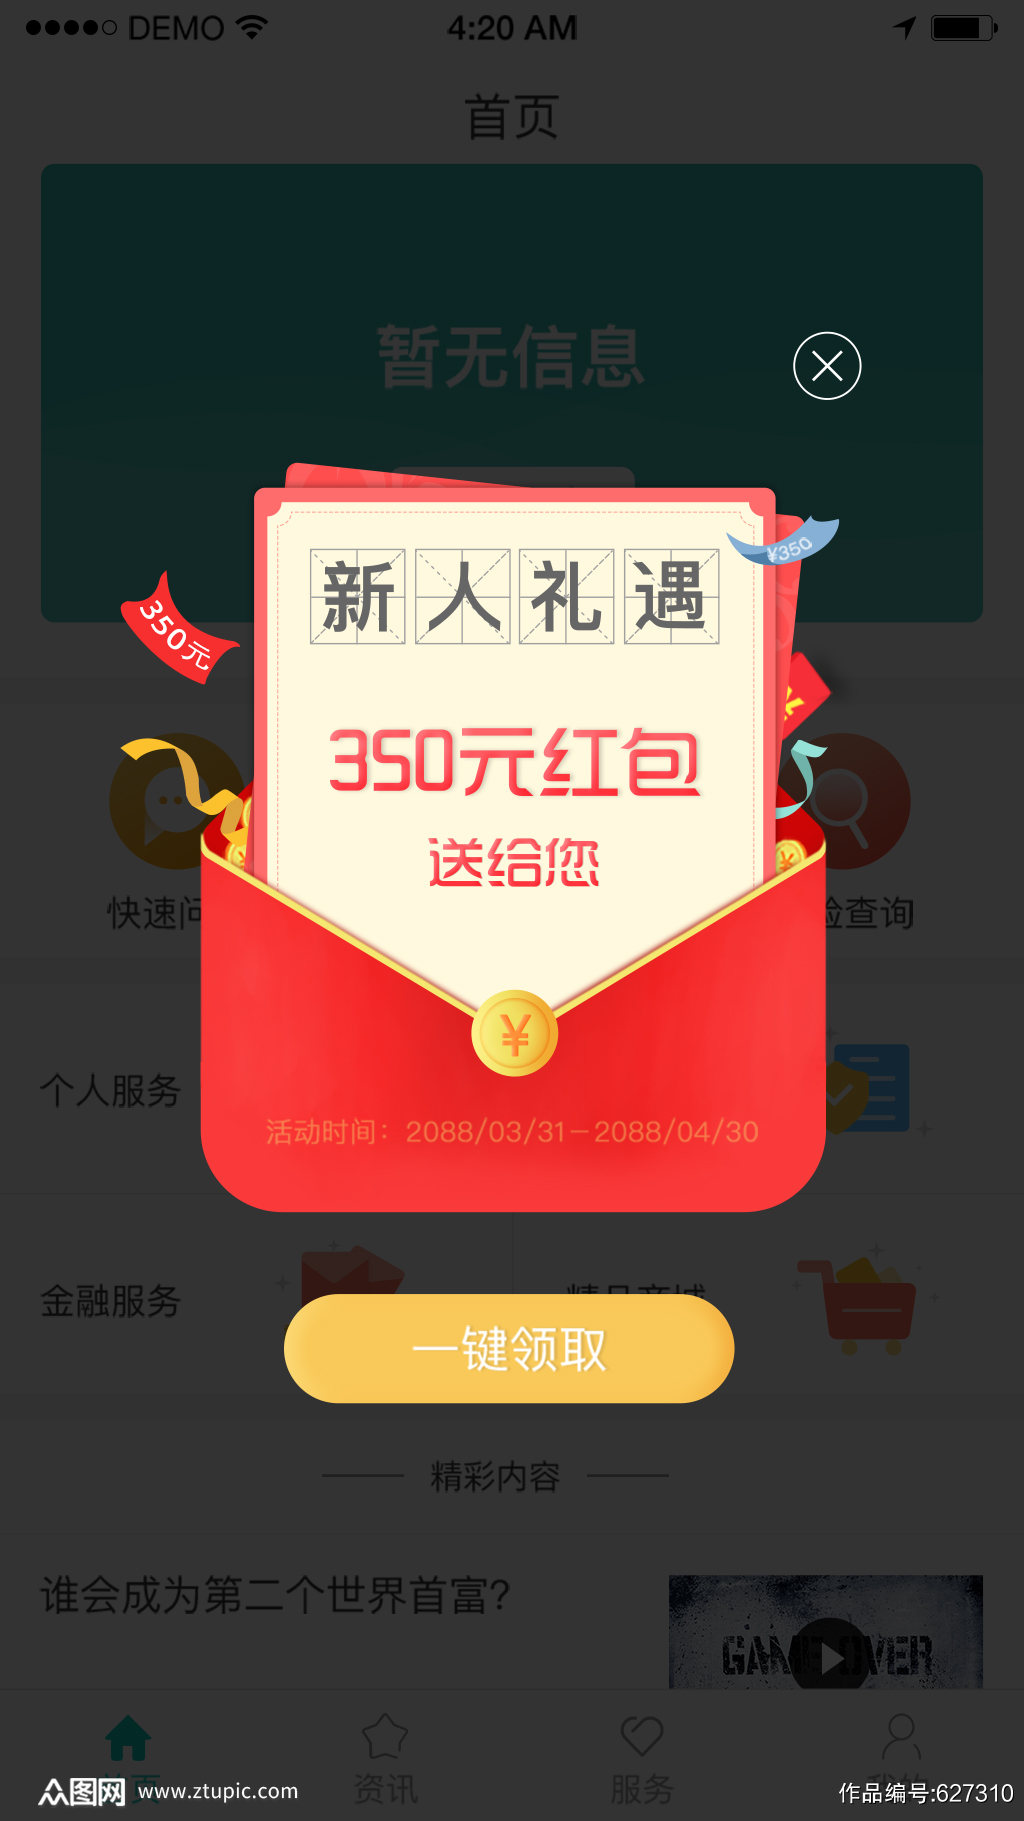 DEMO 4:20 AM
首页
暂无信息
新人礼遇
¥350
350元
350元红包
送给您
快速问
险查询
¥
个人服务
活动时间：2088/03/31-2088/04/30
金融服务
精品商城
一键领取
精彩内容
谁会成为第二个世界首富?
GAME OVER
首页 资讯 服务 我的
众图网 www.ztupic.com
作品编号:627310